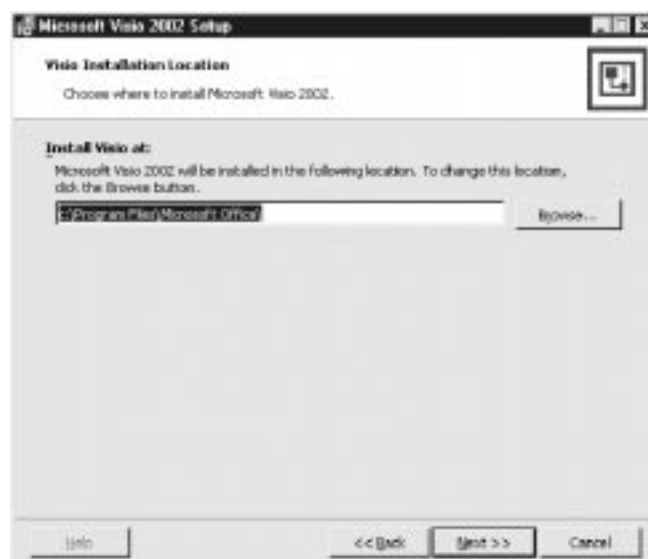 Microsoft Visio 2002 Setup
Visio Installation Location
Choose where to install Microsoft Visio 2002.
Install Visio at:
Microsoft Visio 2002 will be installed in the following location. To change this location,
click the Browse button.
C:\Program Files\Microsoft Office\
Browse...
Help
<< Back
Next >>
Cancel